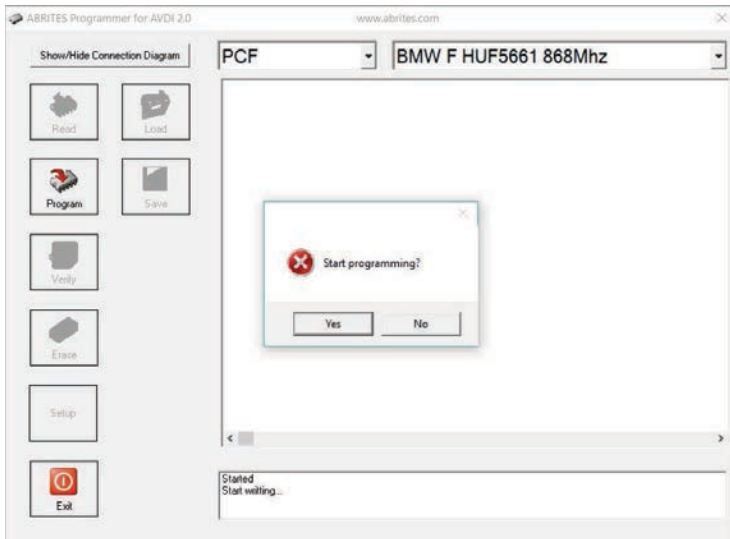 ABRITES Programmer for AVDI 2.0
www.abrites.com
Show/Hide Connection Diagram
PCF
BMW F HUF5661 868Mhz
Read
Load
Program
Save
Verify
Erase
Setup
Exit
Start programming?
Yes
No
Started
Start writting...